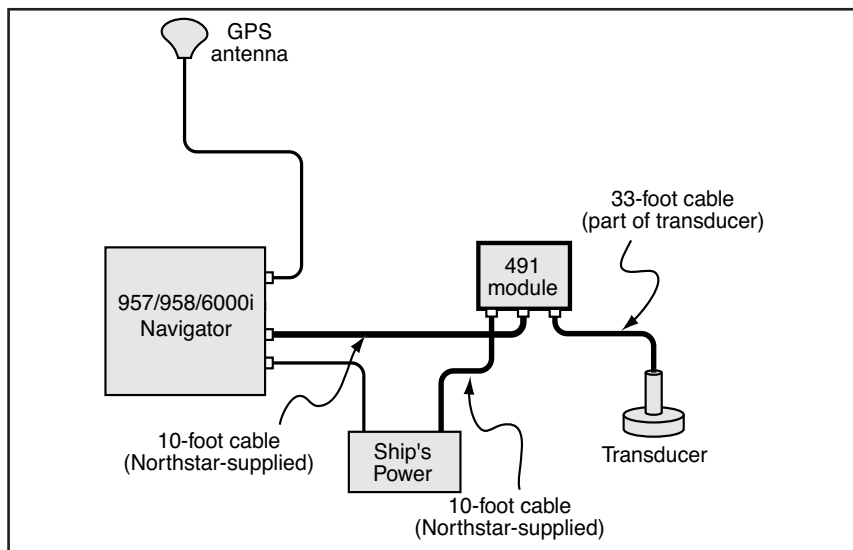 GPS
antenna
33-foot cable
(part of transducer)
491
module
957/958/6000i
Navigator
10-foot cable
(Northstar-supplied)
Ship's
Power
Transducer
10-foot cable
(Northstar-supplied)